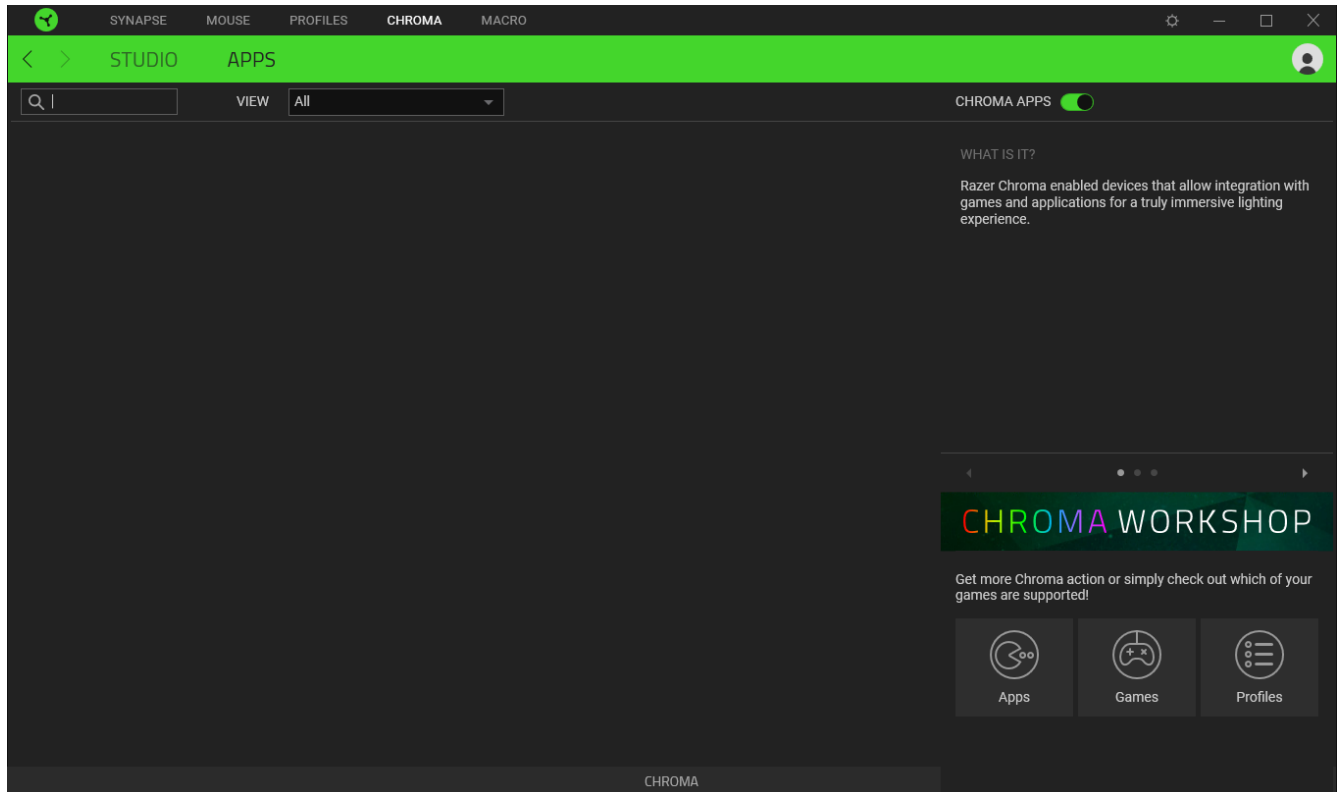 SYNAPSE MOUSE PROFILES CHROMA MACRO
STUDIO APPS
VIEW All CHROMA APPS
WHAT IS IT?
Razer Chroma enabled devices that allow integration with
games and applications for a truly immersive lighting
experience.
CHROMA WORKSHOP
Get more Chroma action or simply check out which of your
games are supported!
Apps Games Profiles
CHROMA